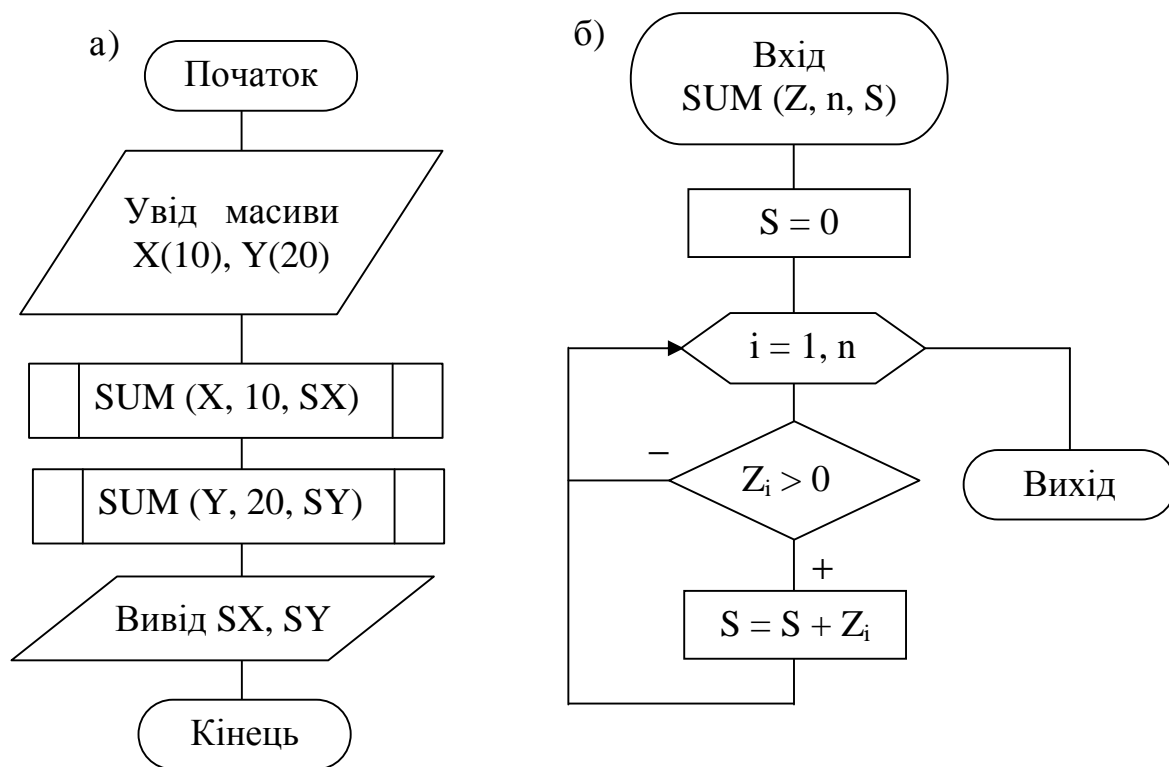 а)
Початок
Увід масиви
X(10), Y(20)
SUM (X, 10, SX)
SUM (Y, 20, SY)
Вивід SX, SY
Кінець
б)
Вхід
SUM (Z, n, S)
S = 0
i = 1, n
–
Zᵢ > 0
Вихід
+
S = S + Zᵢ